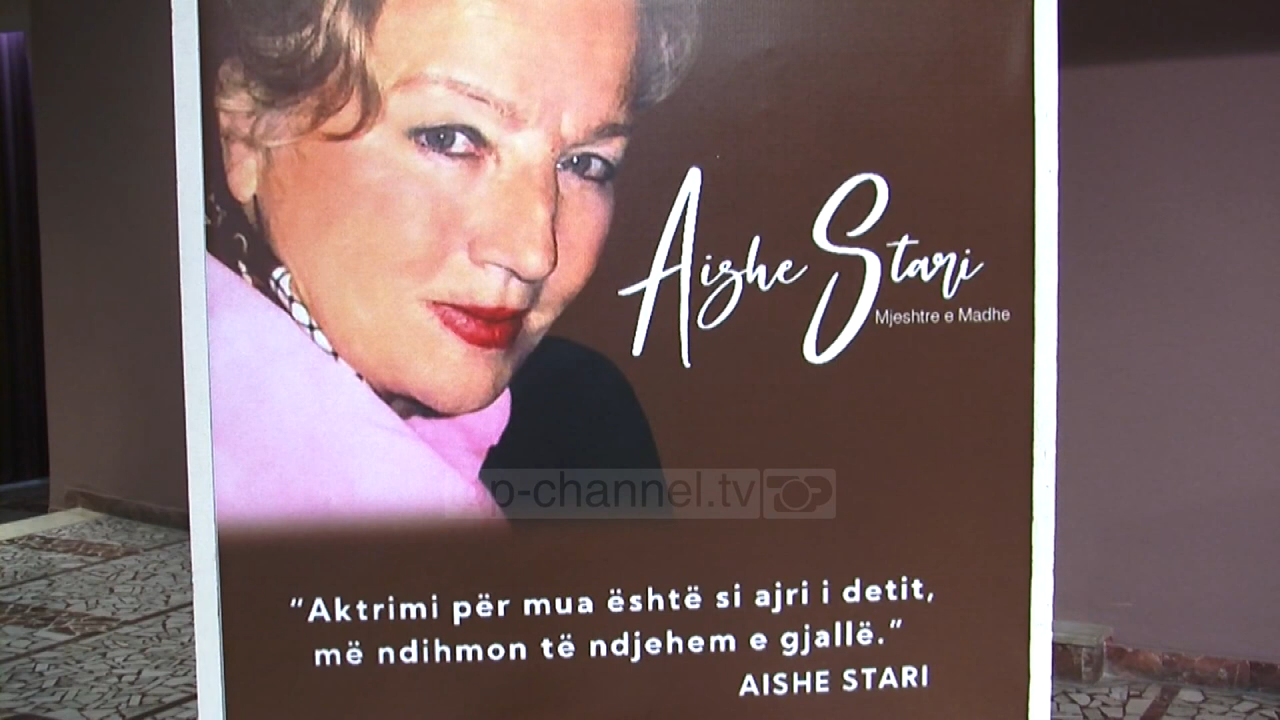 Aishe Stari
Mjeshtre e Madhe
p-channel.tv TOP
“Aktrimi për mua është si ajri i detit,
më ndihmon të ndjehem e gjallë.”
AISHE STARI